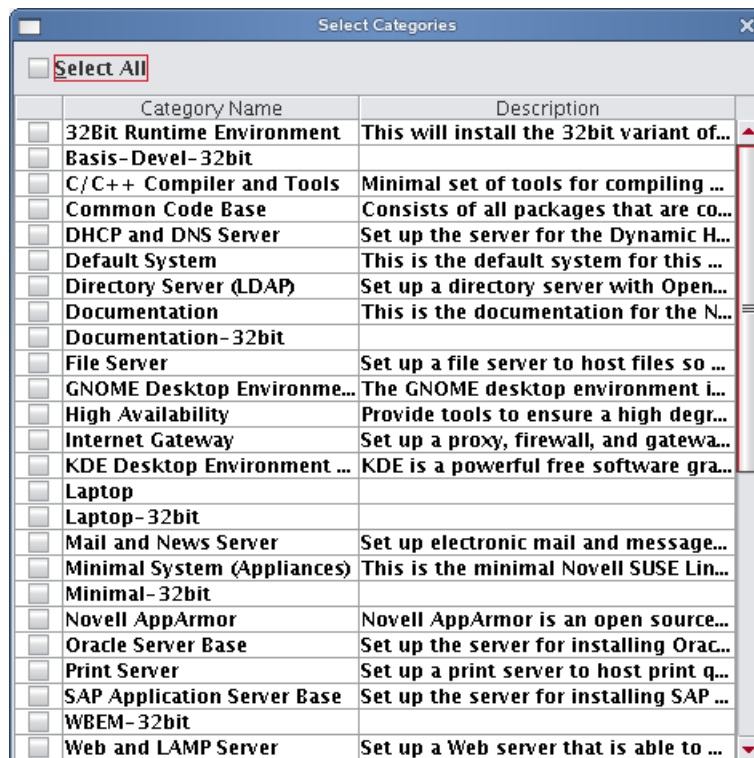 Select Categories
Select All
Category Name Description
32Bit Runtime Environment This will install the 32bit variant of...
Basis-Devel-32bit
C/C++ Compiler and Tools Minimal set of tools for compiling ...
Common Code Base Consists of all packages that are co...
DHCP and DNS Server Set up the server for the Dynamic H...
Default System This is the default system for this ...
Directory Server (LDAP) Set up a directory server with Open...
Documentation This is the documentation for the N...
Documentation-32bit
File Server Set up a file server to host files so ...
GNOME Desktop Environme... The GNOME desktop environment i...
High Availability Provide tools to ensure a high degr...
Internet Gateway Set up a proxy, firewall, and gatewa...
KDE Desktop Environment ... KDE is a powerful free software gra...
Laptop
Laptop-32bit
Mail and News Server Set up electronic mail and message...
Minimal System (Appliances) This is the minimal Novell SUSE Lin...
Minimal-32bit
Novell AppArmor Novell AppArmor is an open source...
Oracle Server Base Set up the server for installing Orac...
Print Server Set up a print server to host print q...
SAP Application Server Base Set up the server for installing SAP ...
WBEM-32bit
Web and LAMP Server Set up a Web server that is able to ...